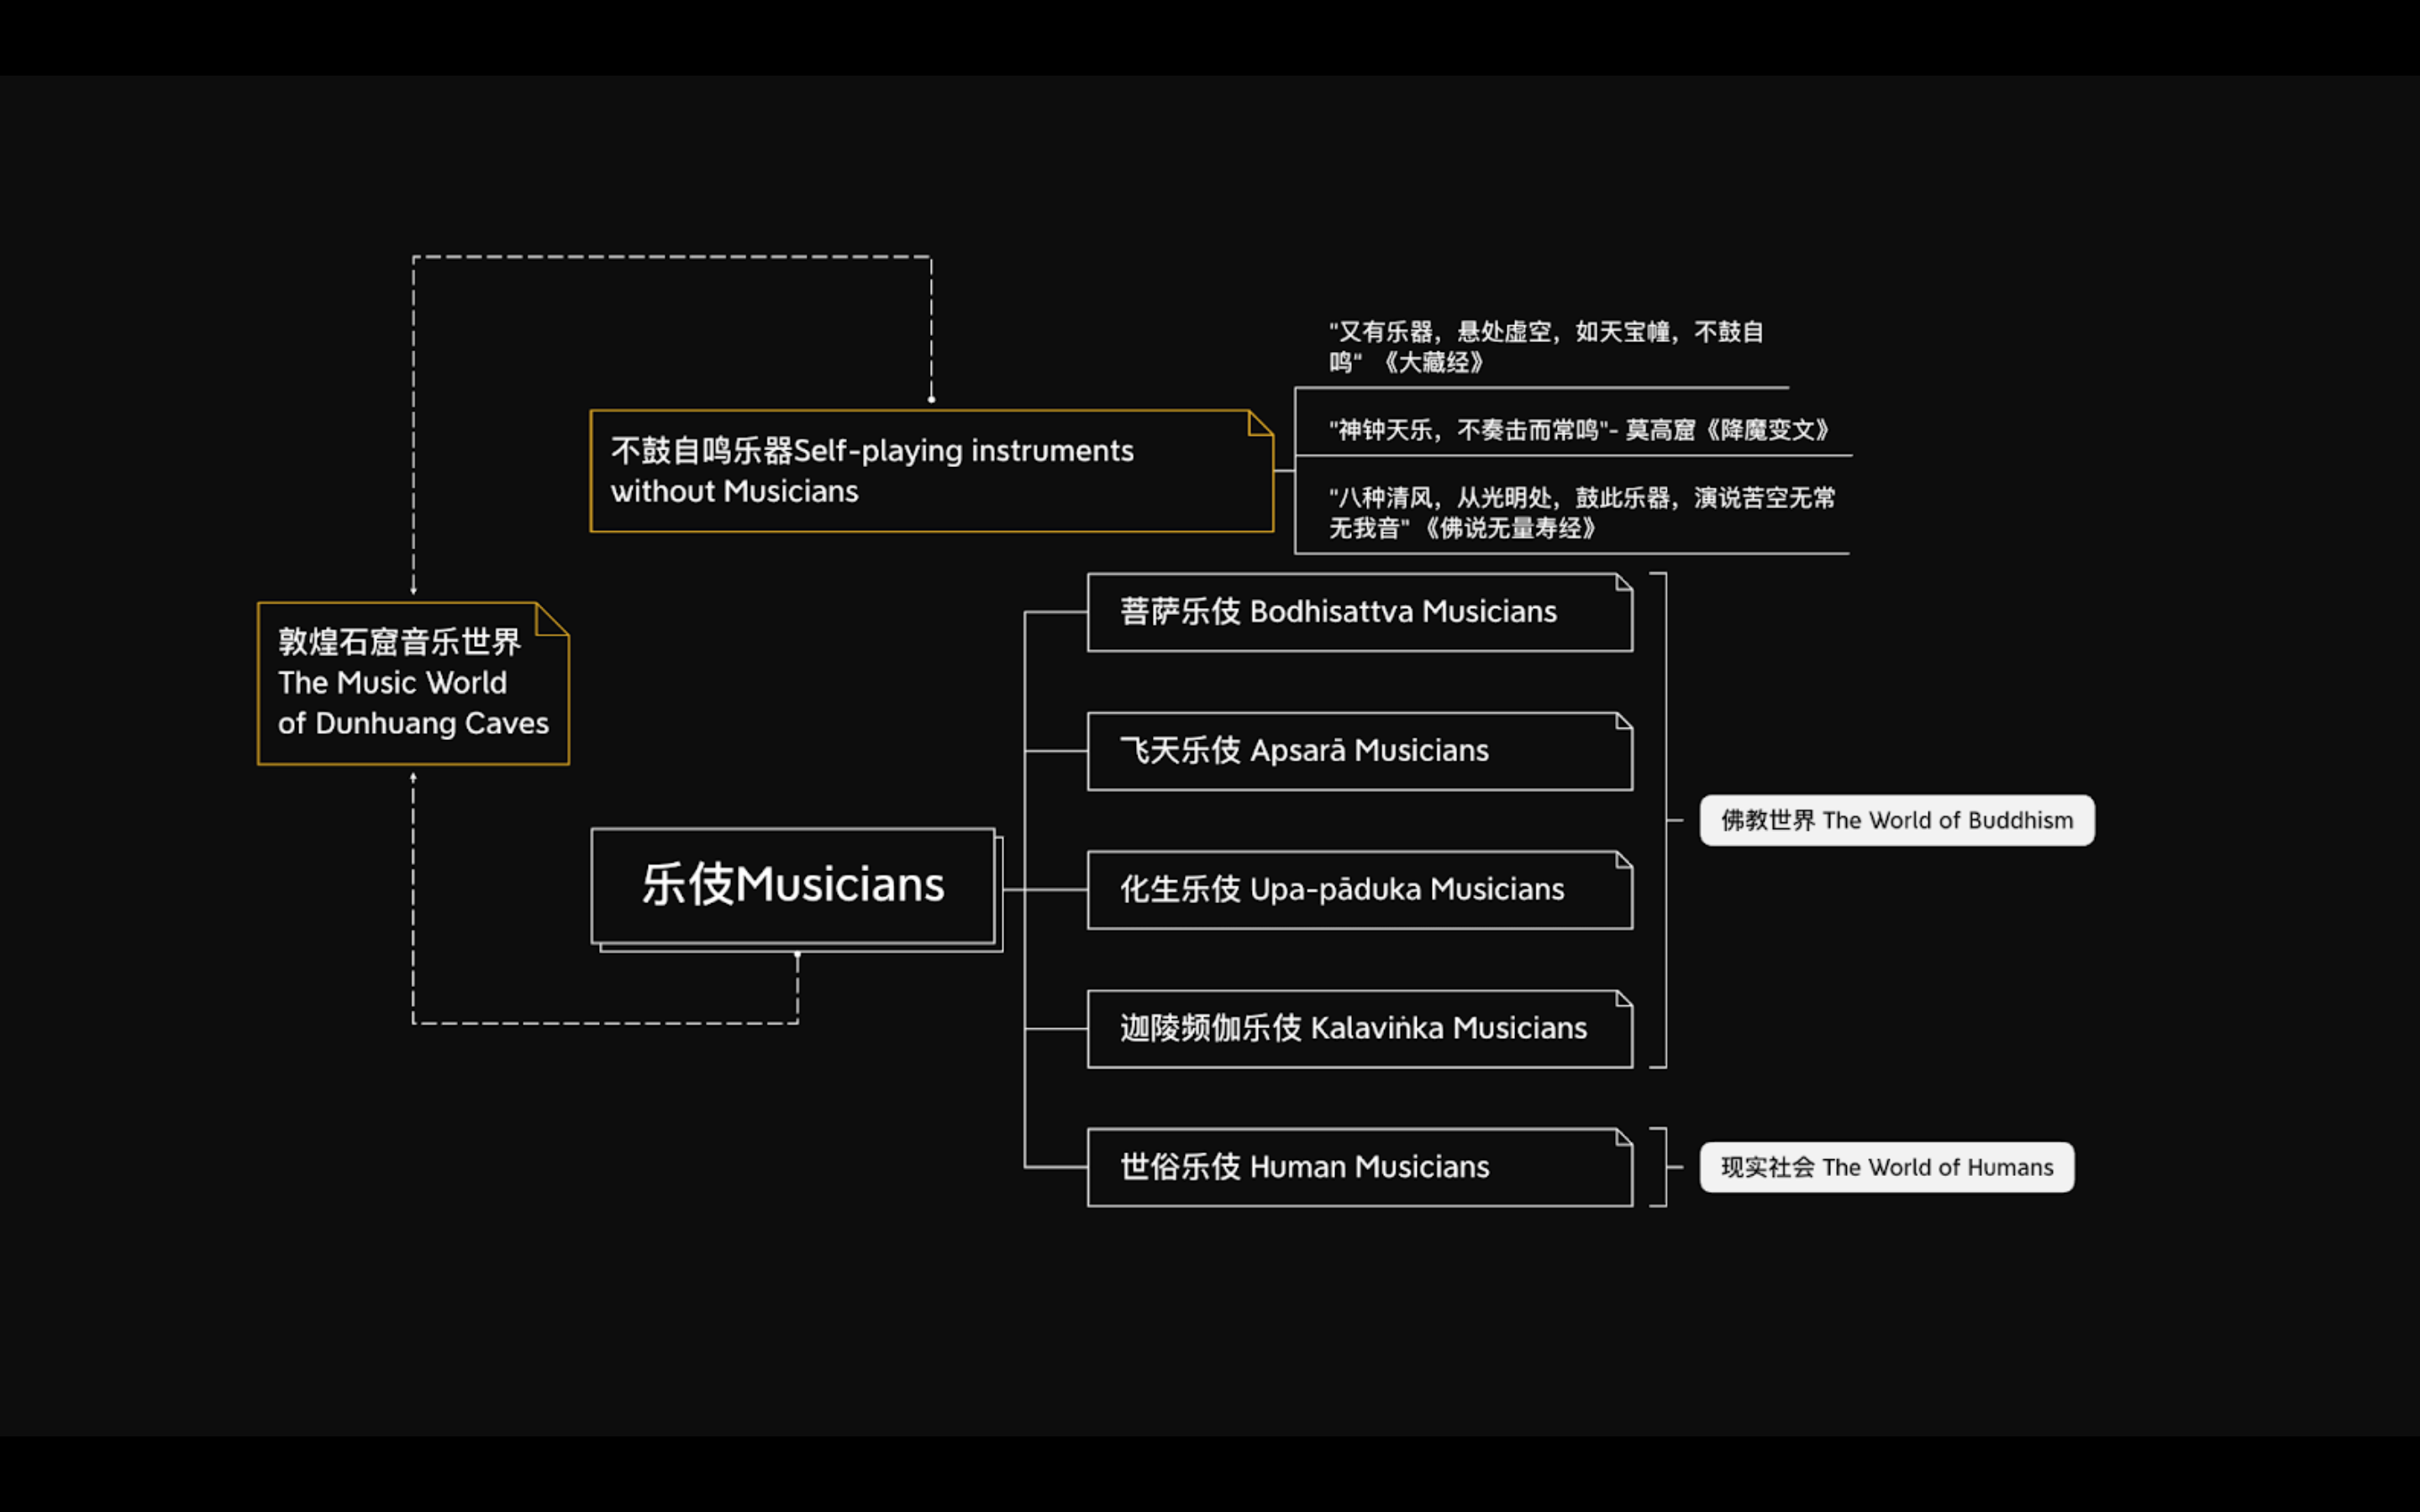 "又有乐器，悬处虚空，如天宝幢，不鼓自
鸣" 《大藏经》
不鼓自鸣乐器Self-playing instruments
without Musicians
"神钟天乐，不奏击而常鸣"- 莫高窟《降魔变文》
"八种清风，从光明处，鼓此乐器，演说苦空无常
无我音" 《佛说无量寿经》
敦煌石窟音乐世界
The Music World
of Dunhuang Caves
乐伎Musicians
菩萨乐伎 Bodhisattva Musicians
飞天乐伎 Apsarā Musicians
化生乐伎 Upa-pāduka Musicians
迦陵频伽乐伎 Kalaviṅka Musicians
世俗乐伎 Human Musicians
佛教世界 The World of Buddhism
现实社会 The World of Humans